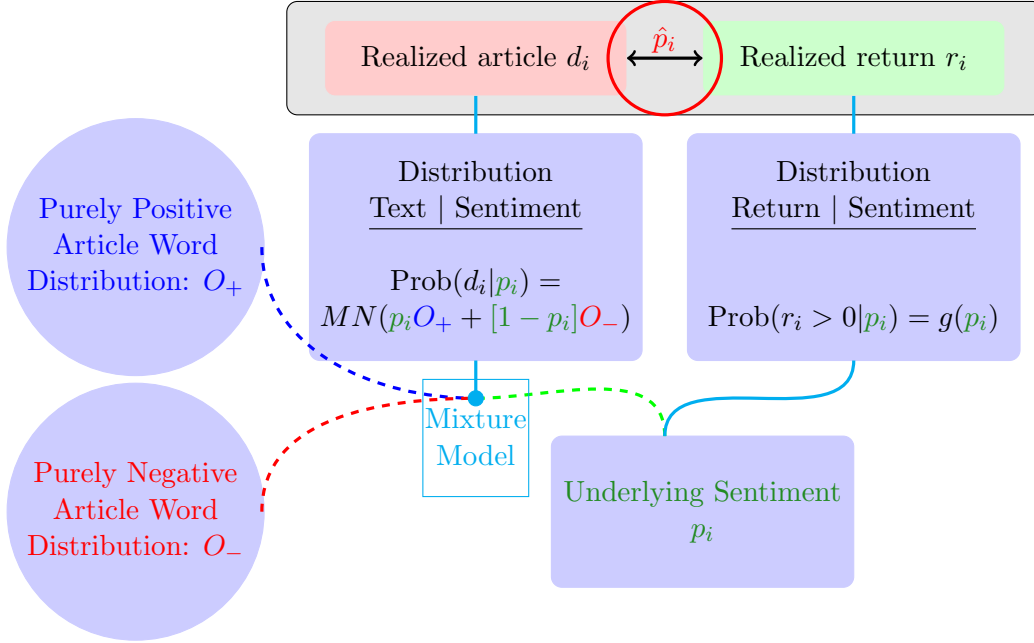 Realized article $d_i$
$\hat{p}_i$
Realized return $r_i$
Purely Positive
Article Word
Distribution: $O_+$
Distribution
Text | Sentiment
Prob($d_i|p_i$) =
$MN(p_iO_+ + [1 - p_i]O_-)$
Distribution
Return | Sentiment
Prob($r_i > 0|p_i$) = $g(p_i)$
Purely Negative
Article Word
Distribution: $O_-$
Mixture
Model
Underlying Sentiment
$p_i$